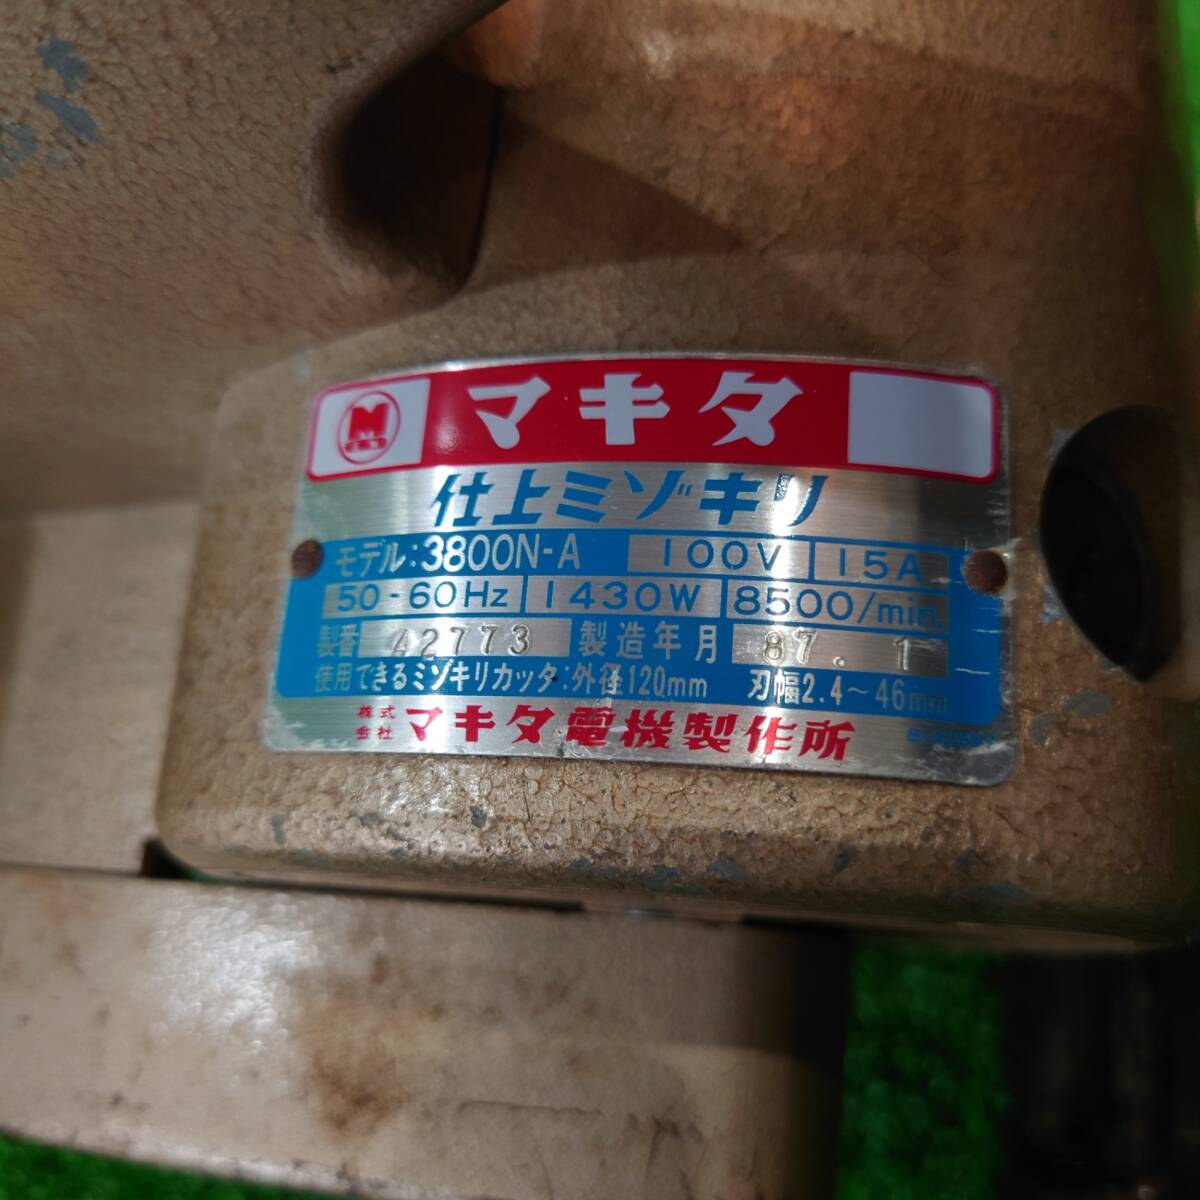 M マキタ
仕上ミゾキリ
モデル:3800N-A 100V 15A
50-60Hz 1430W 8500/min.
製番 42773 製造年月 87. 1
使用できるミゾキリカッタ:外径120mm 刃幅2.4～46mm
株式会社 マキタ電機製作所